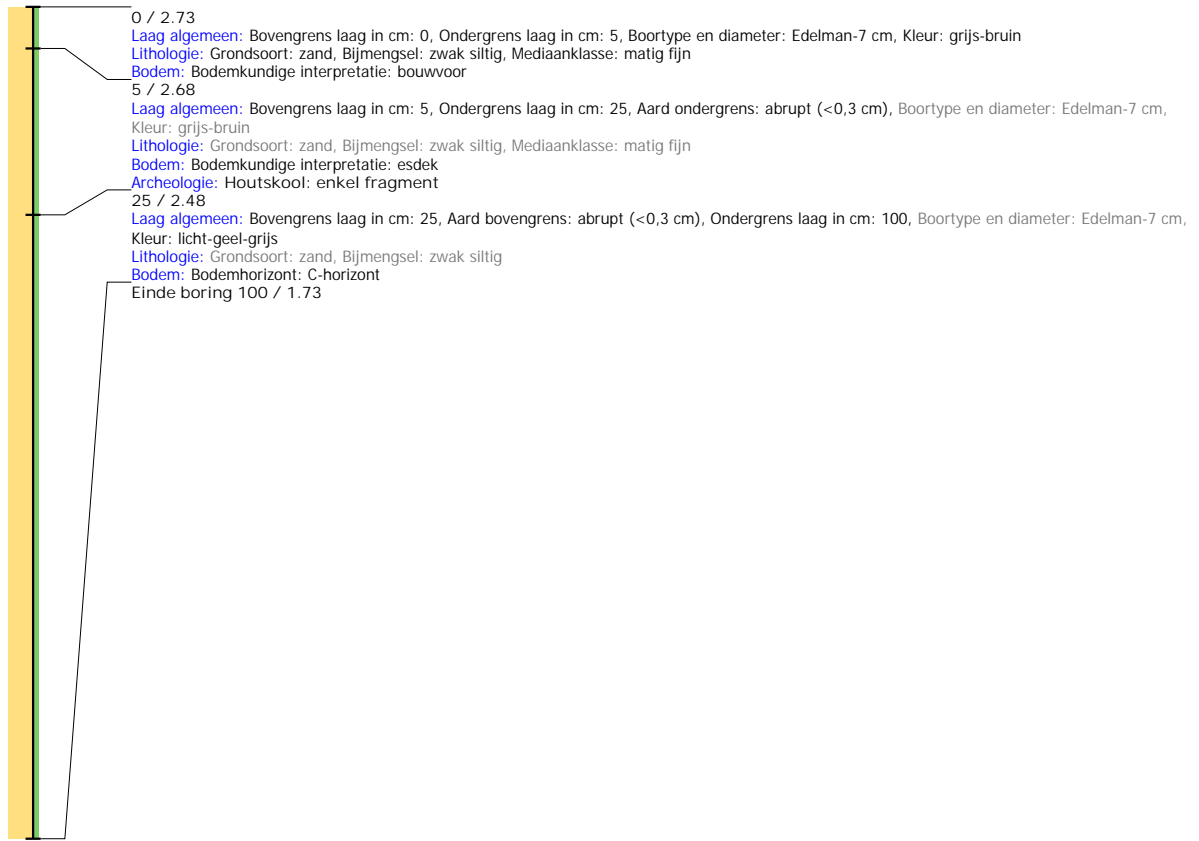 0 / 2.73
Laag algemeen: Bovengrens laag in cm: 0, Ondergrens laag in cm: 5, Boortype en diameter: Edelman-7 cm, Kleur: grijs-bruin
Lithologie: Grondsoort: zand, Bijmengsel: zwak siltig, Mediaanklasse: matig fijn
Bodem: Bodemkundige interpretatie: bouwvoor
5 / 2.68
Laag algemeen: Bovengrens laag in cm: 5, Ondergrens laag in cm: 25, Aard ondergrens: abrupt (<0,3 cm), Boortype en diameter: Edelman-7 cm,
Kleur: grijs-bruin
Lithologie: Grondsoort: zand, Bijmengsel: zwak siltig, Mediaanklasse: matig fijn
Bodem: Bodemkundige interpretatie: esdek
Archeologie: Houtskool: enkel fragment
25 / 2.48
Laag algemeen: Bovengrens laag in cm: 25, Aard bovengrens: abrupt (<0,3 cm), Ondergrens laag in cm: 100, Boortype en diameter: Edelman-7 cm,
Kleur: licht-geel-grijs
Lithologie: Grondsoort: zand, Bijmengsel: zwak siltig
Bodem: Bodemhorizont: C-horizont
Einde boring 100 / 1.73